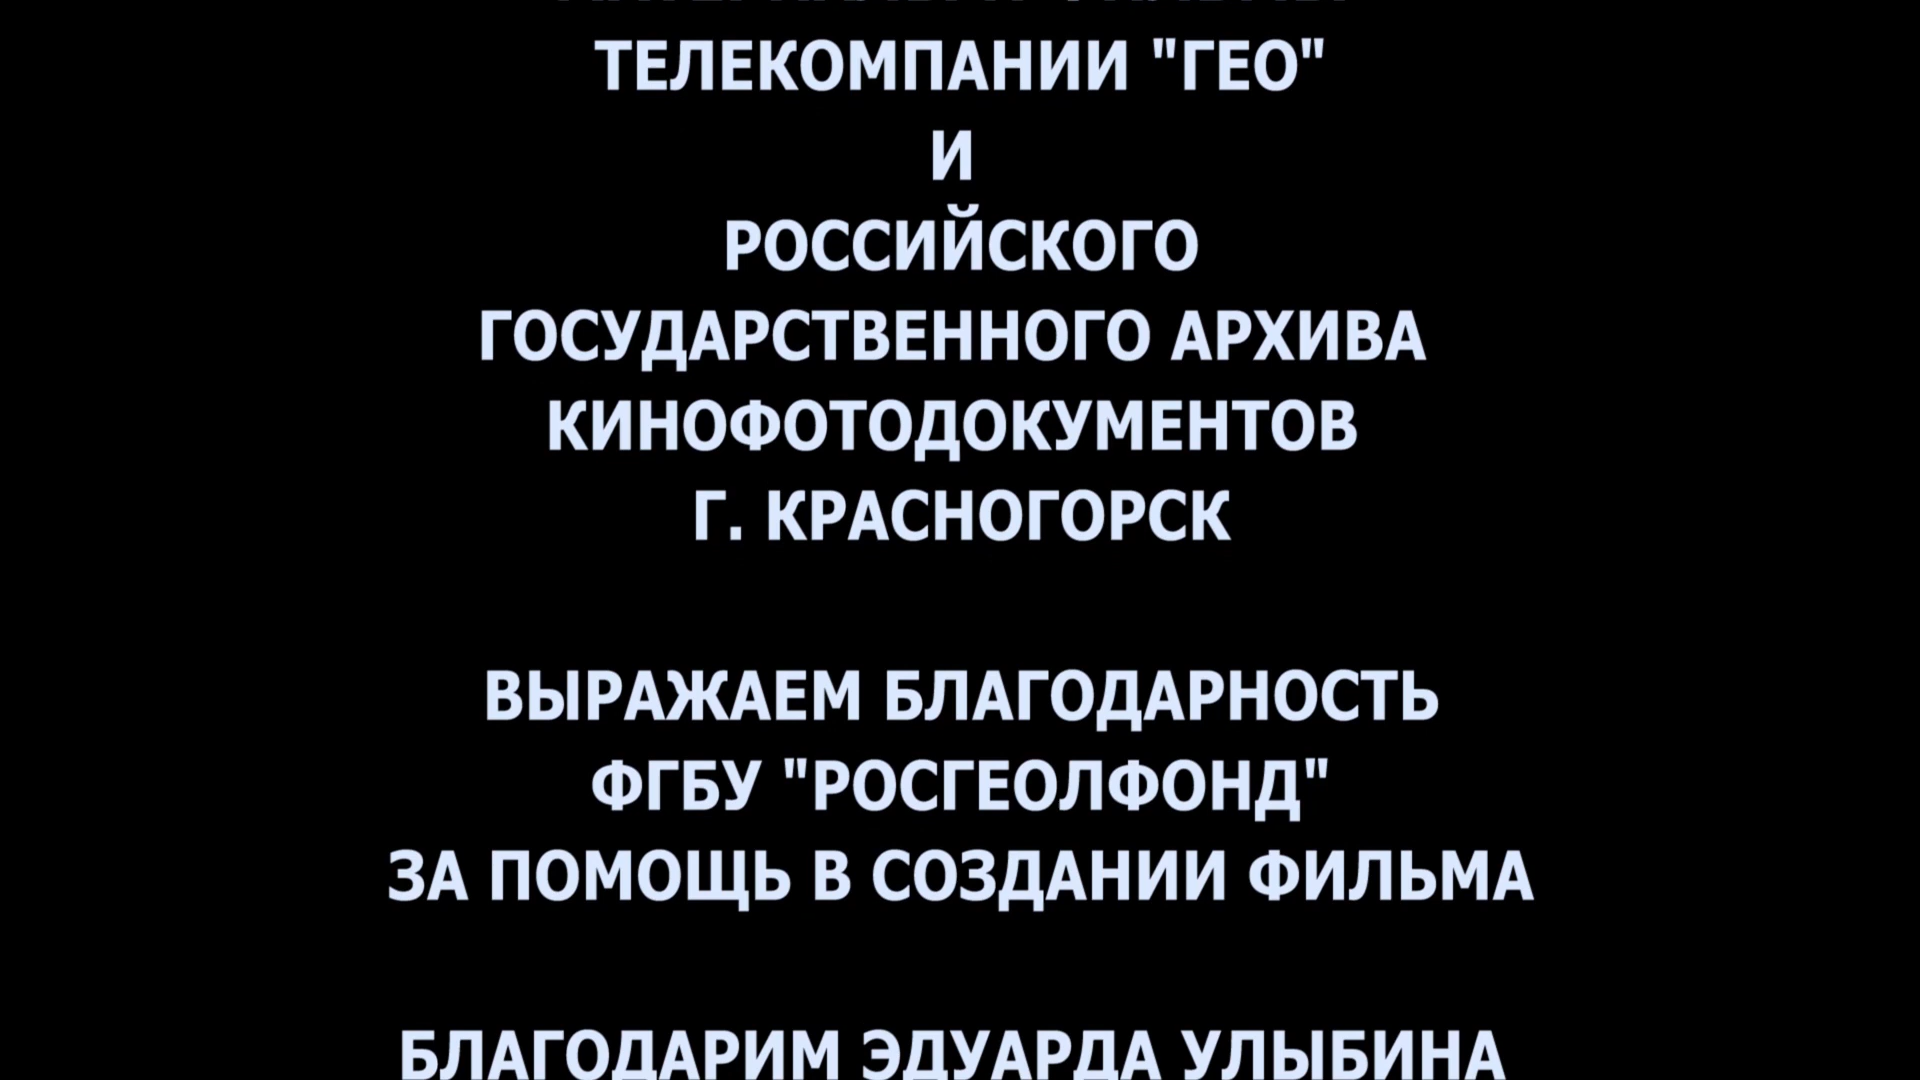 ТЕЛЕКОМПАНИИ "ГЕО"
И
РОССИЙСКОГО
ГОСУДАРСТВЕННОГО АРХИВА
КИНОФОТОДОКУМЕНТОВ
Г. КРАСНОГОРСК
ВЫРАЖАЕМ БЛАГОДАРНОСТЬ
ФГБУ "РОСГЕОЛФОНД"
ЗА ПОМОЩЬ В СОЗДАНИИ ФИЛЬМА
БЛАГОДАРИМ ЭДУАРДА УЛЫБИНА